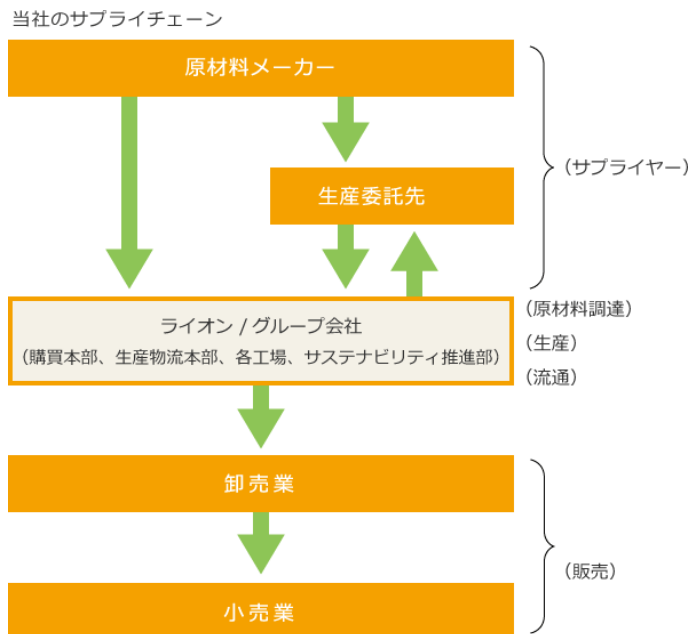 当社のサプライチェーン
原材料メーカー
生産委託先
（サプライヤー）
ライオン / グループ会社
（購買本部、生産物流本部、各工場、サステナビリティ推進部）
（原材料調達）
（生産）
（流通）
卸売業
（販売）
小売業